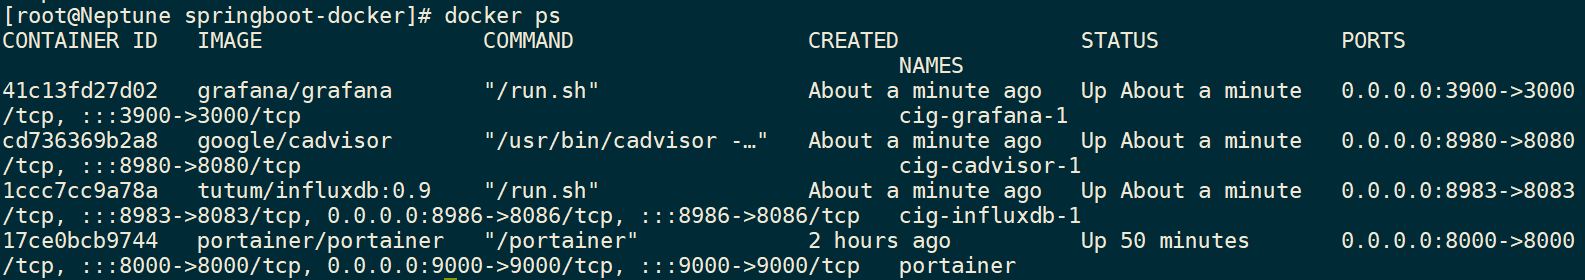 [root@Neptune springboot-docker]# docker ps
CONTAINER ID   IMAGE                 COMMAND                  CREATED              STATUS              PORTS
                                                                     NAMES
41c13fd27d02   grafana/grafana       "/run.sh"                About a minute ago   Up About a minute   0.0.0.0:3900->3000
/tcp, :::3900->3000/tcp                                              cig-grafana-1
cd736369b2a8   google/cadvisor       "/usr/bin/cadvisor -…"   About a minute ago   Up About a minute   0.0.0.0:8980->8080
/tcp, :::8980->8080/tcp                                              cig-cadvisor-1
1ccc7cc9a78a   tutum/influxdb:0.9    "/run.sh"                About a minute ago   Up About a minute   0.0.0.0:8983->8083
/tcp, :::8983->8083/tcp, 0.0.0.0:8986->8086/tcp, :::8986->8086/tcp   cig-influxdb-1
17ce0bcb9744   portainer/portainer   "/portainer"             2 hours ago          Up 50 minutes       0.0.0.0:8000->8000
/tcp, :::8000->8000/tcp, 0.0.0.0:9000->9000/tcp, :::9000->9000/tcp   portainer